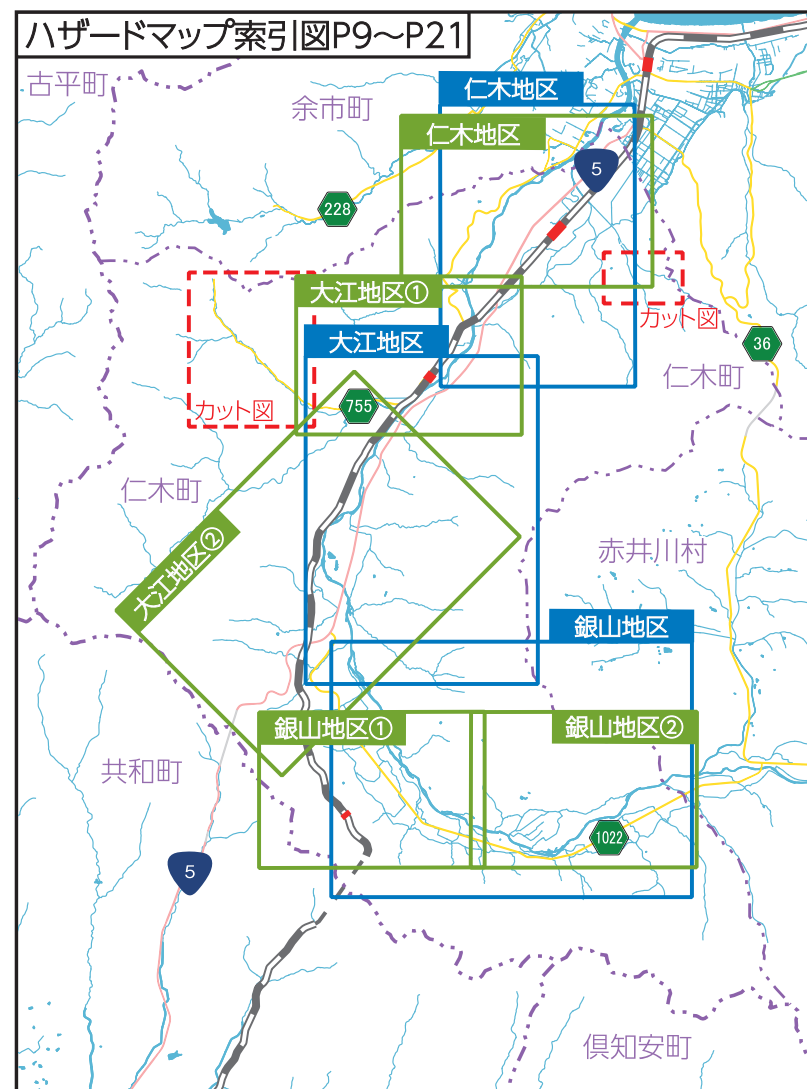 ハザードマップ索引図P9～P21
古平町
余市町
仁木地区
仁木地区
5
228
大江地区①
カット図
大江地区
36
仁木町
カット図
755
仁木町
大江地区②
赤井川村
銀山地区
銀山地区①
銀山地区②
共和町
1022
5
倶知安町